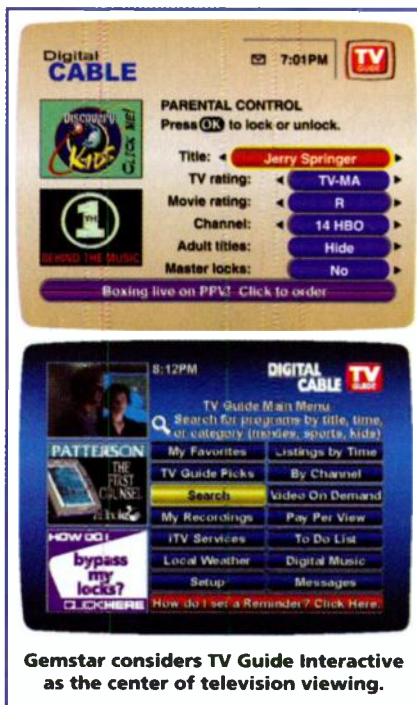 Digital
CABLE
7:01PM
TV
GUIDE
DISCOVERY
KIDS
CLICK ME!
PARENTAL CONTROL
Press OK to lock or unlock.
Title: Jerry Springer
TV rating: TV-MA
Movie rating: R
Channel: 14 HBO
Adult titles: Hide
Master locks: No
VH
1
BEHIND THE MUSIC
Boxing live on PPV! Click to order
8:12PM
DIGITAL
CABLE
TV
GUIDE
TV Guide Main Menu
Search for programs by title, time,
or category (movies, sports, kids)
PATTERSON
THE
FIRST
COUNSEL
My Favorites Listings by Time
TV Guide Picks By Channel
Search Video On Demand
My Recordings Pay Per View
iTV Services To Do List
Local Weather Digital Music
Setup Messages
HOW DO I
bypass
my
locks?
CLICK HERE
How do I set a Reminder? Click Here.
Gemstar considers TV Guide Interactive
as the center of television viewing.